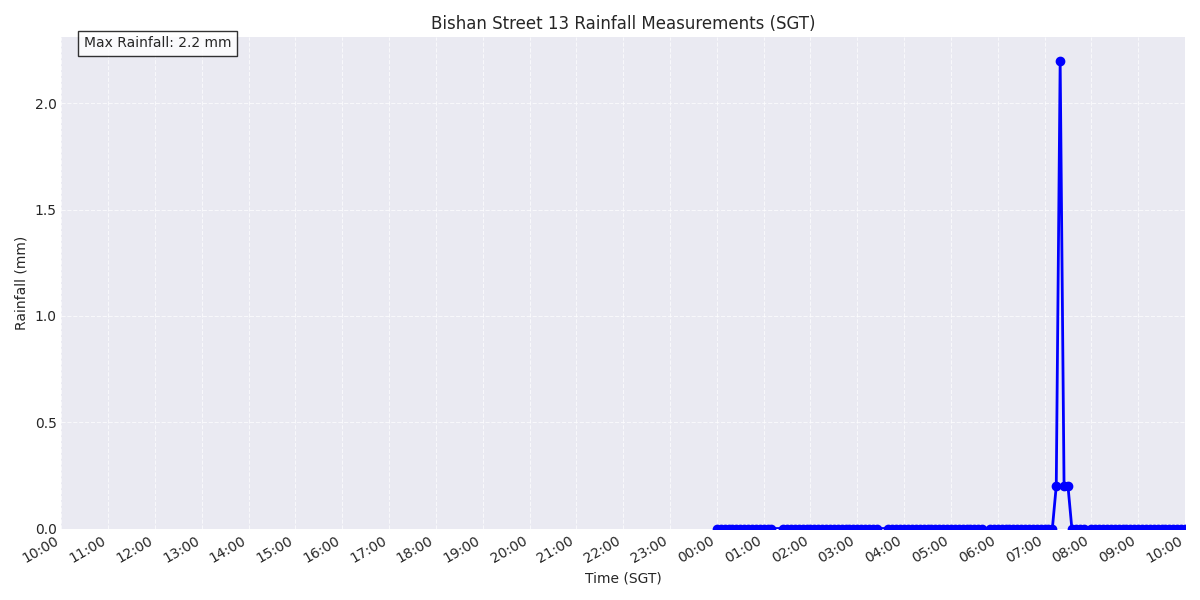 Bishan Street 13 Rainfall Measurements (SGT)
Max Rainfall: 2.2 mm
2.0
1.5
1.0
0.5
0.0
Rainfall (mm)
10:00 11:00 12:00 13:00 14:00 15:00 16:00 17:00 18:00 19:00 20:00 21:00 22:00 23:00 00:00 01:00 02:00 03:00 04:00 05:00 06:00 07:00 08:00 09:00 10:00
Time (SGT)